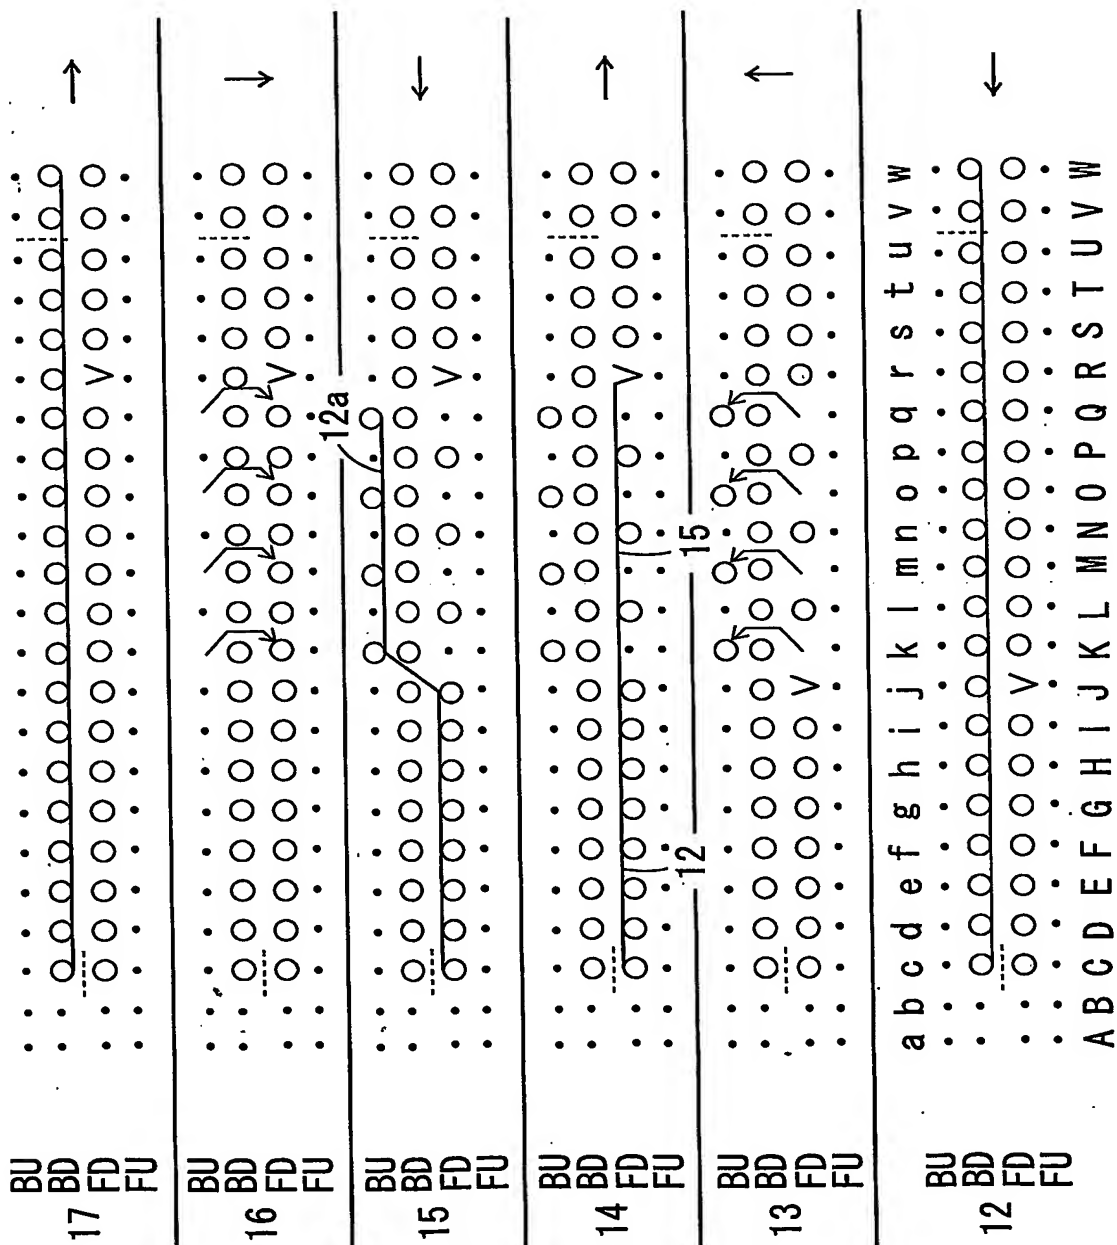 17
BU
BD
FD
FU
16
BU
BD
FD
FU
12a
15
BU
BD
FD
FU
14
BU
BD
FD
FU
12
15
13
BU
BD
FD
FU
a b c d e f g h i j k l m n o p q r s t u v w
12
BU
BD
FD
FU
A B C D E F G H I J K L M N O P Q R S T U V W